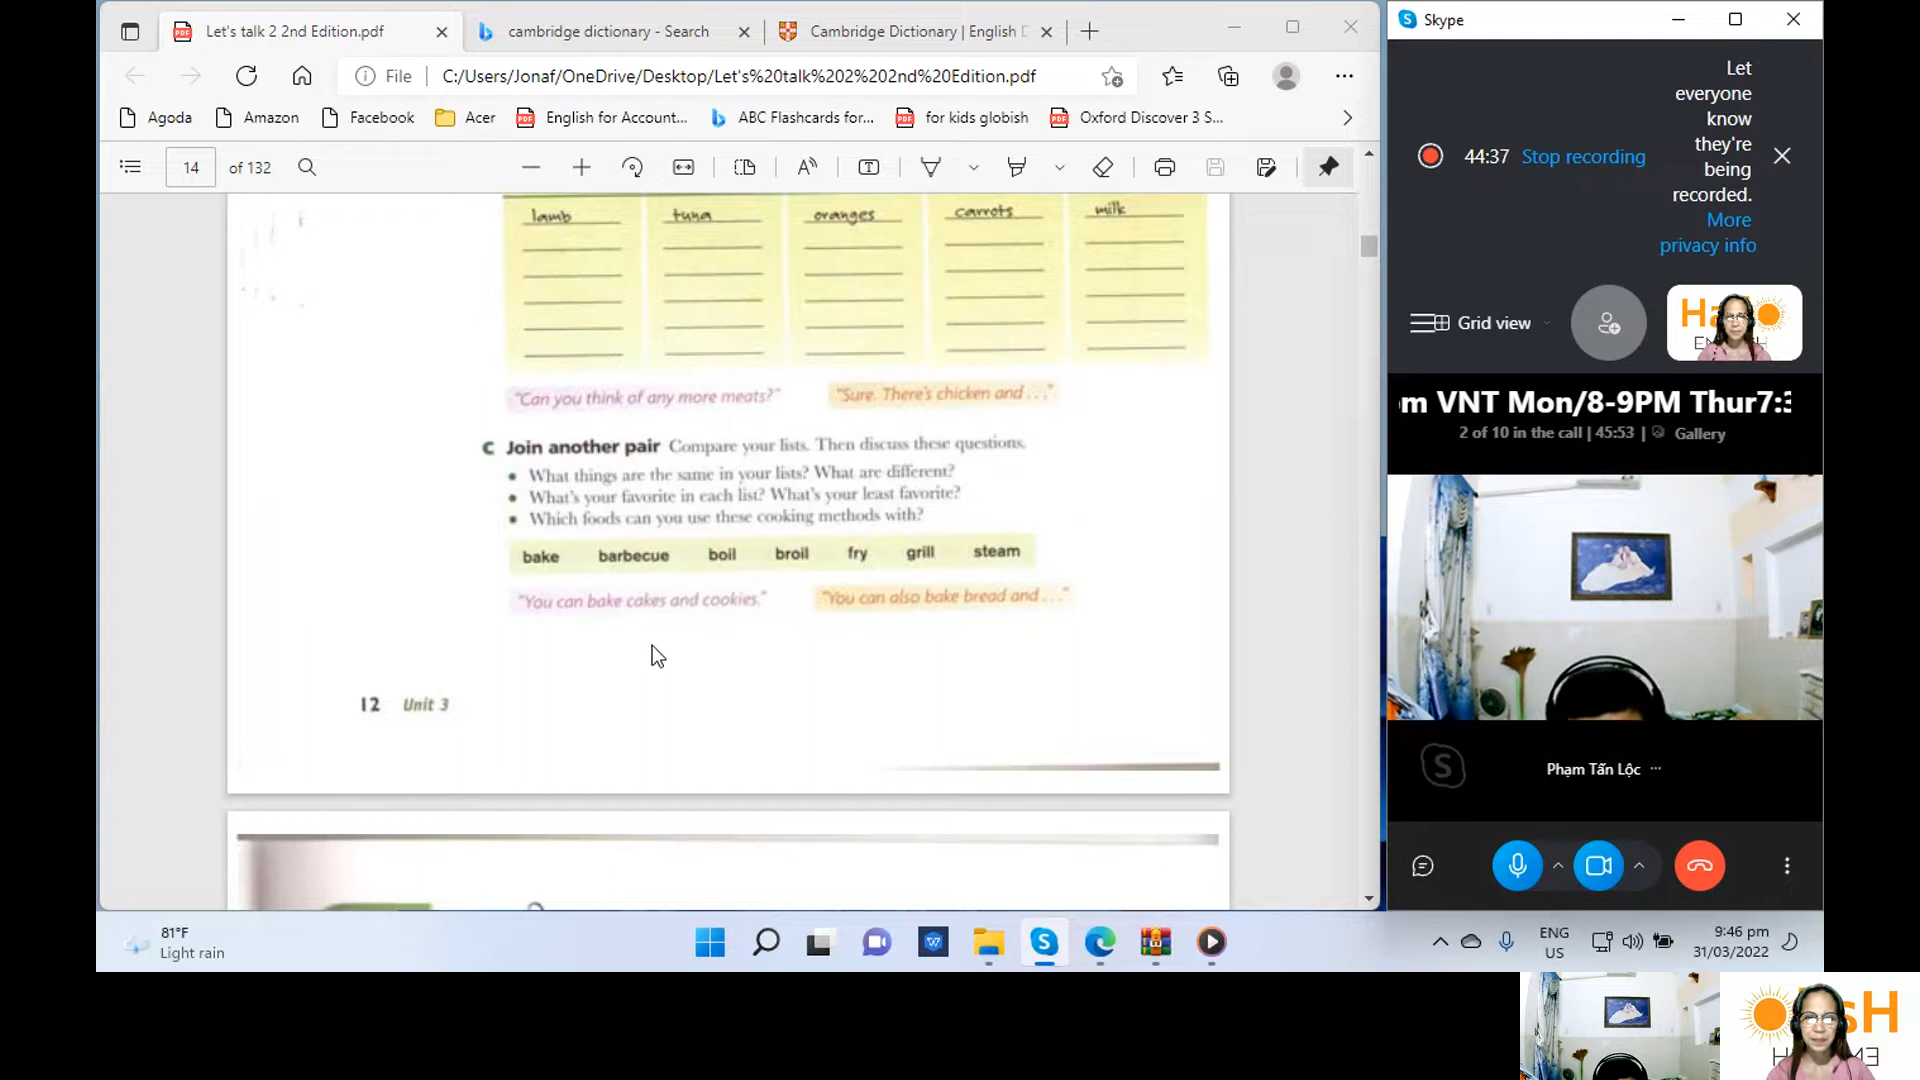 Let's talk 2 2nd Edition.pdf
cambridge dictionary - Search
Cambridge Dictionary | English D
File
C:/Users/Jonaf/OneDrive/Desktop/Let's%20talk%202%202nd%20Edition.pdf
Agoda
Amazon
Facebook
Acer
English for Account...
ABC Flashcards for...
for kids globish
Oxford Discover 3 S...
14 of 132
lamb tuna oranges carrots milk
"Can you think of any more meats?" "Sure. There's chicken and . . ."
C Join another pair Compare your lists. Then discuss these questions.
• What things are the same in your lists? What are different?
• What's your favorite in each list? What's your least favorite?
• Which foods can you use these cooking methods with?
bake barbecue boil broil fry grill steam
"You can bake cakes and cookies." "You can also bake bread and . . ."
12 Unit 3
Skype
Let
everyone
know
they're
being
recorded.
More
privacy info
44:37 Stop recording
Grid view
m VNT Mon/8-9PM Thur7:3
2 of 10 in the call | 45:53 | Gallery
Phạm Tấn Lộc
81°F
Light rain
ENG
US
9:46 pm
31/03/2022